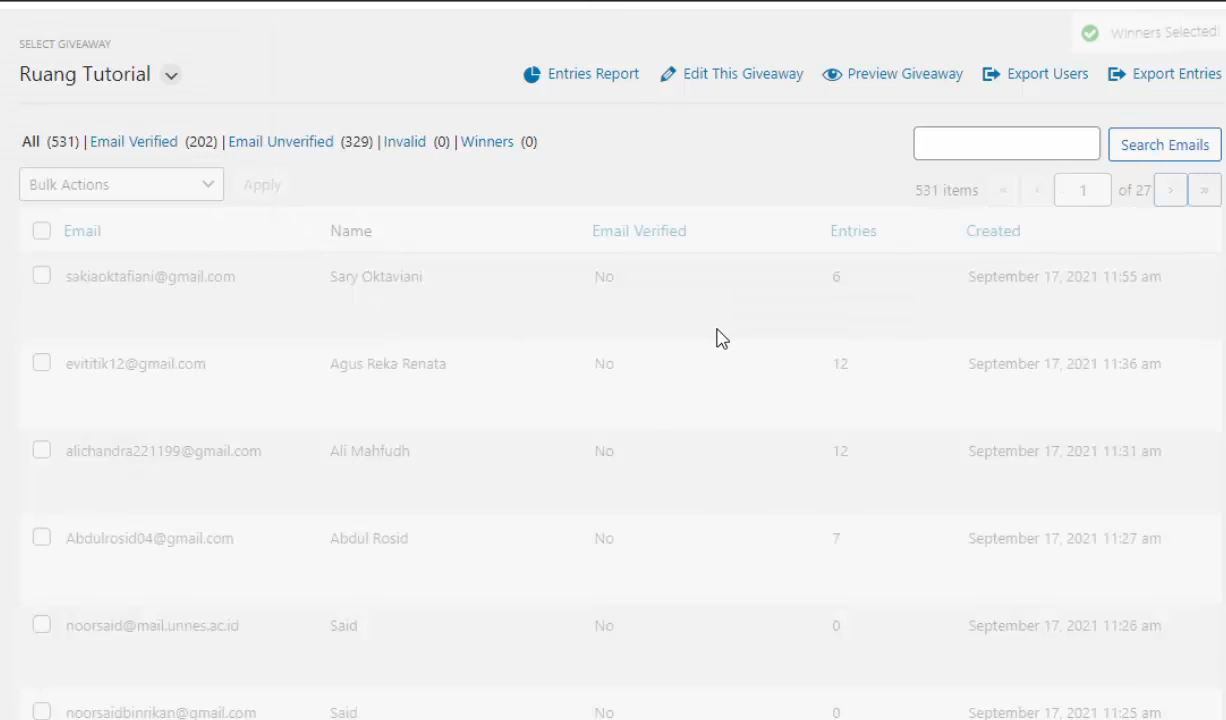 Winners Selected!
SELECT GIVEAWAY
Ruang Tutorial
Entries Report Edit This Giveaway Preview Giveaway Export Users Export Entries
All (531) | Email Verified (202) | Email Unverified (329) | Invalid (0) | Winners (0)
Search Emails
Bulk Actions Apply
531 items « ‹ 1 of 27 › »
Email Name Email Verified Entries Created
sakiaoktafiani@gmail.com Sary Oktaviani No 6 September 17, 2021 11:55 am
evititik12@gmail.com Agus Reka Renata No 12 September 17, 2021 11:36 am
alichandra221199@gmail.com Ali Mahfudh No 12 September 17, 2021 11:31 am
Abdulrosid04@gmail.com Abdul Rosid No 7 September 17, 2021 11:27 am
noorsaid@mail.unnes.ac.id Said No 0 September 17, 2021 11:26 am
noorsaidbinrikan@gmail.com Said No 0 September 17, 2021 11:25 am